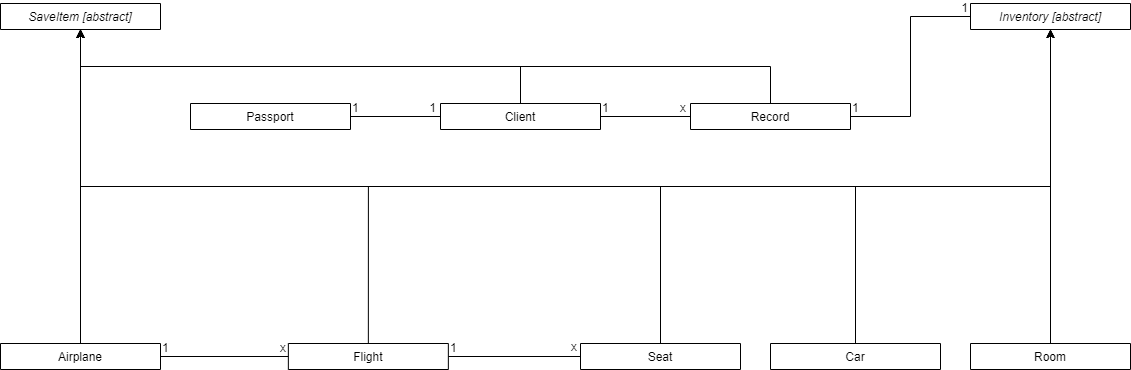 SaveItem [abstract]
1
Inventory [abstract]
Passport
1
1
Client
1
x
Record
1
Airplane
1
x
Flight
1
x
Seat
Car
Room